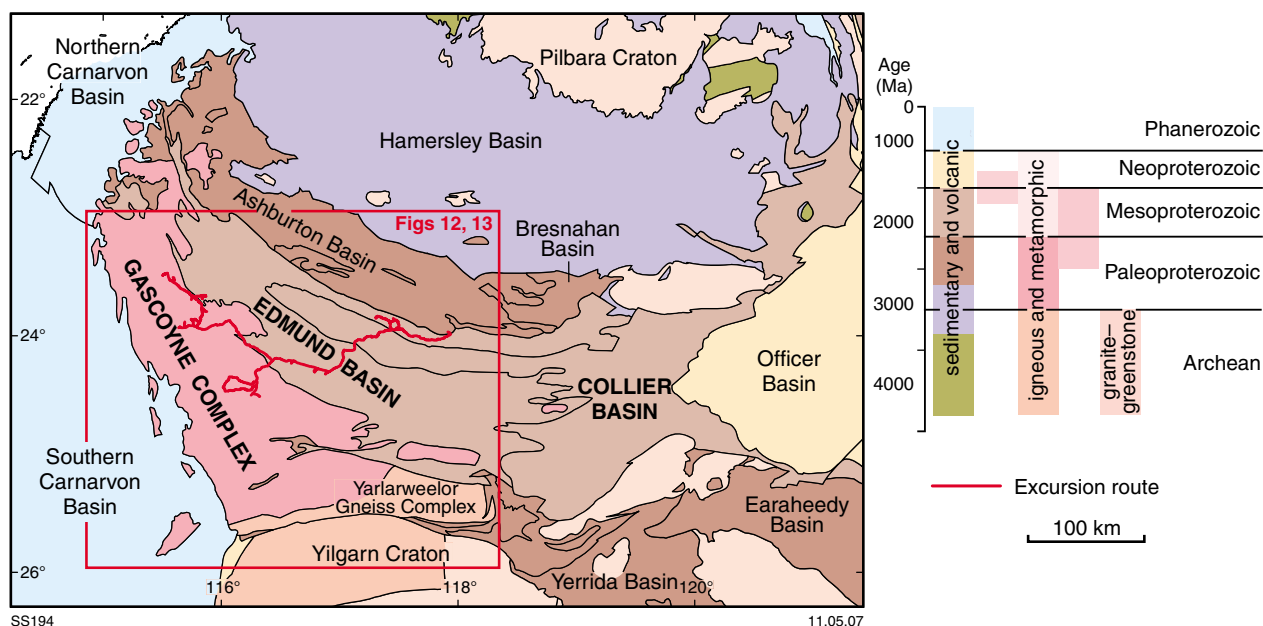 Northern
Carnarvon
Basin
Pilbara Craton
22°
Hamersley Basin
Ashburton Basin
Figs 12, 13
Bresnahan
Basin
GASCOYNE COMPLEX
EDMUND BASIN
24°
COLLIER
BASIN
Officer
Basin
Southern
Carnarvon
Basin
Yarlarweelor
Gneiss Complex
Earaheedy
Basin
Yilgarn Craton
Yerrida Basin
26°
116°
118°
120°
SS194
11.05.07
Age
(Ma)
0
1000
2000
3000
4000
sedimentary and volcanic
igneous and metamorphic
granite–
greenstone
Phanerozoic
Neoproterozoic
Mesoproterozoic
Paleoproterozoic
Archean
Excursion route
100 km